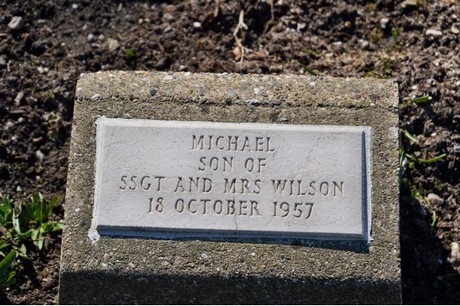 MICHAEL
SON OF
SSGT AND MRS WILSON
18 OCTOBER 1957